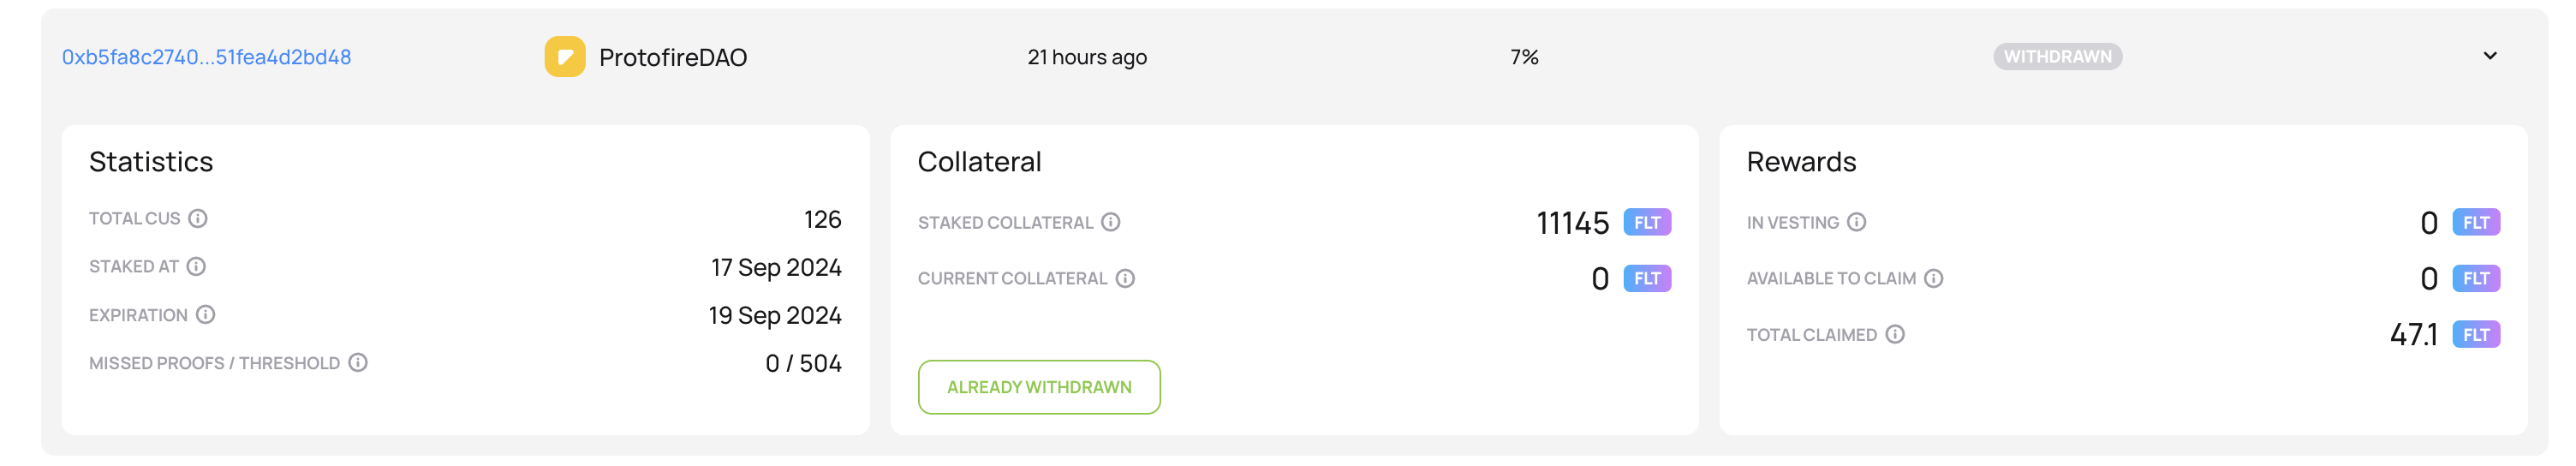 0xb5fa8c2740...51fea4d2bd48 ProtofireDAO 21 hours ago 7% WITHDRAWN
Statistics
TOTAL CUS 126
STAKED AT 17 Sep 2024
EXPIRATION 19 Sep 2024
MISSED PROOFS / THRESHOLD 0 / 504
Collateral
STAKED COLLATERAL 11145 FLT
CURRENT COLLATERAL 0 FLT
ALREADY WITHDRAWN
Rewards
IN VESTING 0 FLT
AVAILABLE TO CLAIM 0 FLT
TOTAL CLAIMED 47.1 FLT